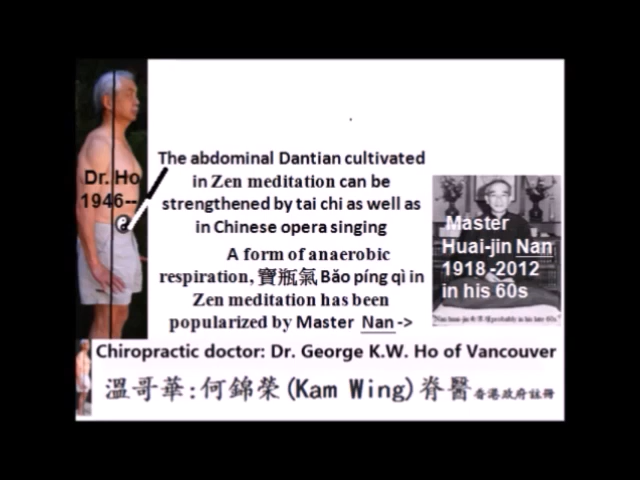 Dr. Ho
1946--
The abdominal Dantian cultivated
in Zen meditation can be
strengthened by tai chi as well as
in Chinese opera singing
A form of anaerobic
respiration, 寶瓶氣 Bǎo píng qì in
Zen meditation has been
popularized by Master Nan ->
Master
Huai-jin Nan
1918 -2012
in his 60s
Chiropractic doctor: Dr. George K.W. Ho of Vancouver
溫哥華:何錦榮(Kam Wing)脊醫香港政府註冊